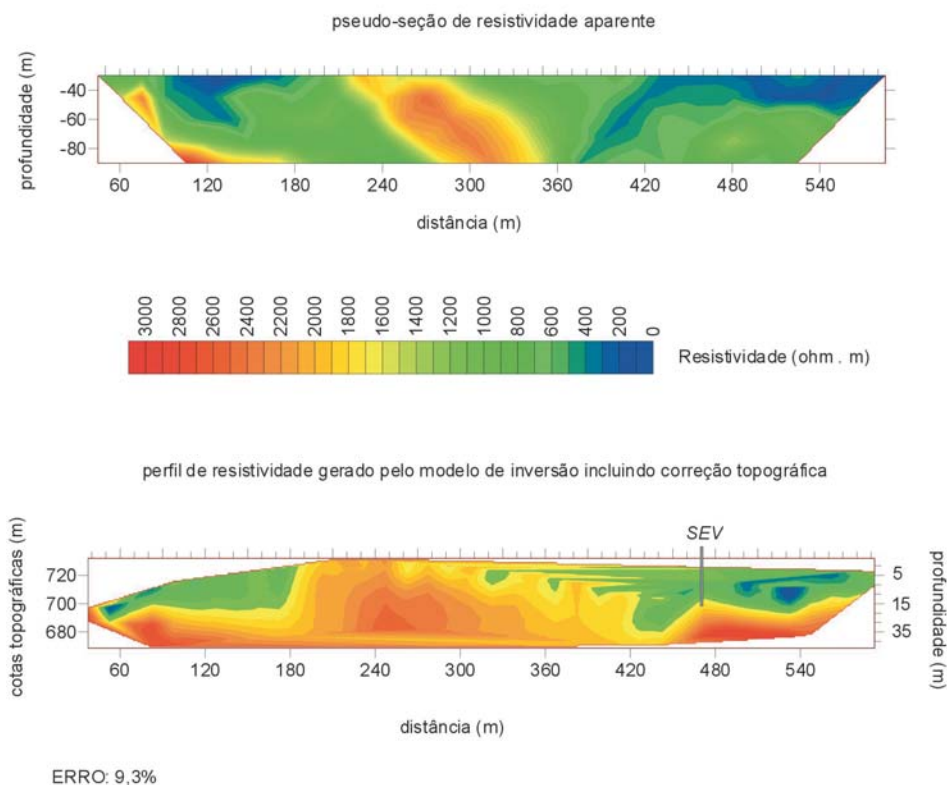 pseudo-seção de resistividade aparente
profundidade (m)
-40
-60
-80
60 120 180 240 300 360 420 480 540
distância (m)
3000 2800 2600 2400 2200 2000 1800 1600 1400 1200 1000 800 600 400 200 0
Resistividade (ohm . m)
perfil de resistividade gerado pelo modelo de inversão incluindo correção topográfica
SEV
cotas topográficas (m)
720
700
680
5
15
35
profundidade (m)
60 120 180 240 300 360 420 480 540
distância (m)
ERRO: 9,3%